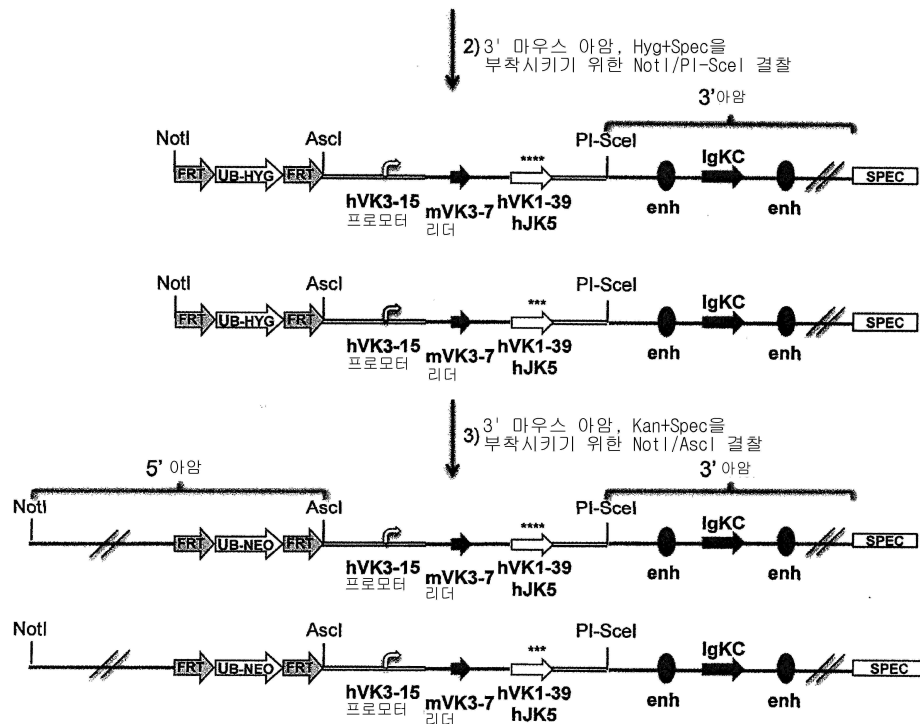 2) 3' 마우스 아암, Hyg+Spec을
부착시키기 위한 NotI/PI-SceI 결찰
3' 아암
NotI AscI PI-SceI
**** IgKC
FRT UB-HYG FRT SPEC
hVK3-15 mVK3-7 hVK1-39 enh enh
프로모터 리더 hJK5
NotI AscI PI-SceI
*** IgKC
FRT UB-HYG FRT SPEC
hVK3-15 mVK3-7 hVK1-39 enh enh
프로모터 리더 hJK5
3) 3' 마우스 아암, Kan+Spec을
부착시키기 위한 NotI/AscI 결찰
5' 아암 3' 아암
NotI AscI PI-SceI
**** IgKC
FRT UB-NEO FRT SPEC
hVK3-15 mVK3-7 hVK1-39 enh enh
프로모터 리더 hJK5
NotI AscI PI-SceI
*** IgKC
FRT UB-NEO FRT SPEC
hVK3-15 mVK3-7 hVK1-39 enh enh
프로모터 리더 hJK5